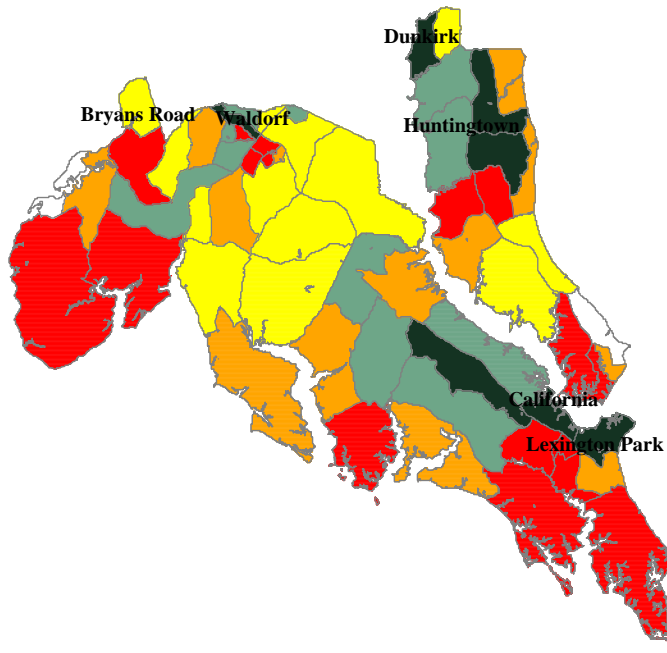 Dunkirk
Bryans Road
Waldorf
Huntingtown
California
Lexington Park